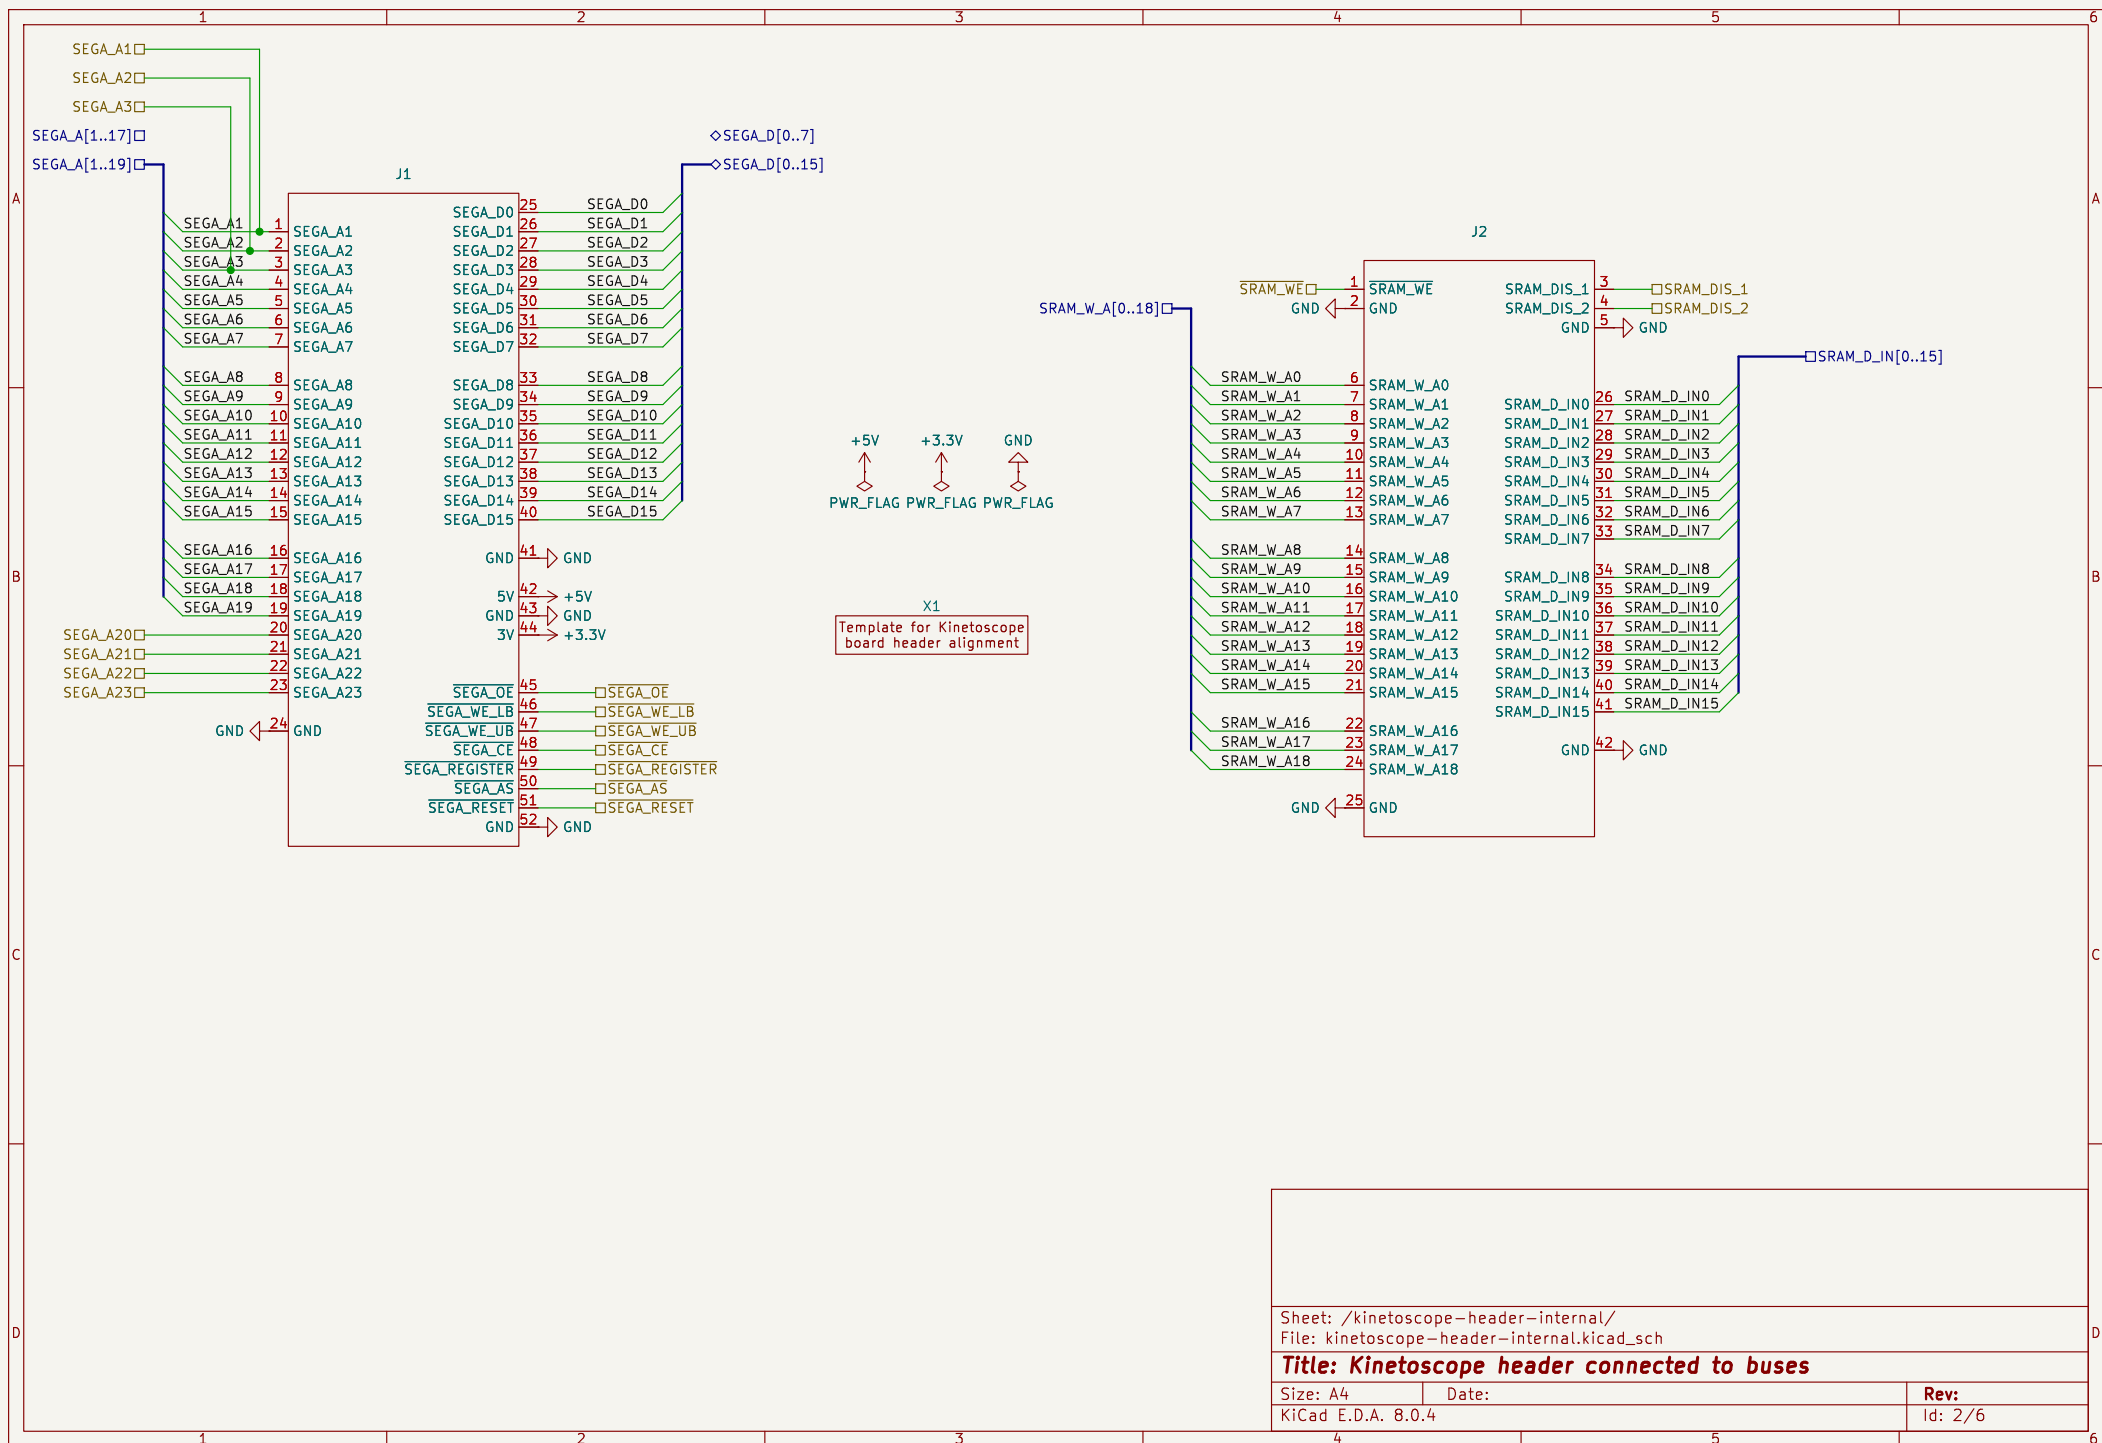 1 2 3 4 5 6
A
B
C
D
SEGA_A1
SEGA_A2
SEGA_A3
SEGA_A[1..17]
SEGA_A[1..19]
SEGA_D[0..7]
SEGA_D[0..15]
J1
SEGA_A1 1 SEGA_A1
SEGA_A2 2 SEGA_A2
SEGA_A3 3 SEGA_A3
SEGA_A4 4 SEGA_A4
SEGA_A5 5 SEGA_A5
SEGA_A6 6 SEGA_A6
SEGA_A7 7 SEGA_A7
SEGA_A8 8 SEGA_A8
SEGA_A9 9 SEGA_A9
SEGA_A10 10 SEGA_A10
SEGA_A11 11 SEGA_A11
SEGA_A12 12 SEGA_A12
SEGA_A13 13 SEGA_A13
SEGA_A14 14 SEGA_A14
SEGA_A15 15 SEGA_A15
SEGA_A16 16 SEGA_A16
SEGA_A17 17 SEGA_A17
SEGA_A18 18 SEGA_A18
SEGA_A19 19 SEGA_A19
SEGA_A20 20 SEGA_A20
SEGA_A21 21 SEGA_A21
SEGA_A22 22 SEGA_A22
SEGA_A23 23 SEGA_A23
GND 24 GND
SEGA_D0 25 SEGA_D0
SEGA_D1 26 SEGA_D1
SEGA_D2 27 SEGA_D2
SEGA_D3 28 SEGA_D3
SEGA_D4 29 SEGA_D4
SEGA_D5 30 SEGA_D5
SEGA_D6 31 SEGA_D6
SEGA_D7 32 SEGA_D7
SEGA_D8 33 SEGA_D8
SEGA_D9 34 SEGA_D9
SEGA_D10 35 SEGA_D10
SEGA_D11 36 SEGA_D11
SEGA_D12 37 SEGA_D12
SEGA_D13 38 SEGA_D13
SEGA_D14 39 SEGA_D14
SEGA_D15 40 SEGA_D15
GND 41 GND
5V 42 +5V
GND 43 GND
3V 44 +3.3V
SEGA_OE 45 SEGA_OE
SEGA_WE_LB 46 SEGA_WE_LB
SEGA_WE_UB 47 SEGA_WE_UB
SEGA_CE 48 SEGA_CE
SEGA_REGISTER 49 SEGA_REGISTER
SEGA_AS 50 SEGA_AS
SEGA_RESET 51 SEGA_RESET
GND 52 GND
+5V +3.3V GND
PWR_FLAG PWR_FLAG PWR_FLAG
X1
Template for Kinetoscope
board header alignment
J2
SRAM_W_A[0..18]
SRAM_WE 1 SRAM_WE
GND 2 GND
SRAM_W_A0 6 SRAM_W_A0
SRAM_W_A1 7 SRAM_W_A1
SRAM_W_A2 8 SRAM_W_A2
SRAM_W_A3 9 SRAM_W_A3
SRAM_W_A4 10 SRAM_W_A4
SRAM_W_A5 11 SRAM_W_A5
SRAM_W_A6 12 SRAM_W_A6
SRAM_W_A7 13 SRAM_W_A7
SRAM_W_A8 14 SRAM_W_A8
SRAM_W_A9 15 SRAM_W_A9
SRAM_W_A10 16 SRAM_W_A10
SRAM_W_A11 17 SRAM_W_A11
SRAM_W_A12 18 SRAM_W_A12
SRAM_W_A13 19 SRAM_W_A13
SRAM_W_A14 20 SRAM_W_A14
SRAM_W_A15 21 SRAM_W_A15
SRAM_W_A16 22 SRAM_W_A16
SRAM_W_A17 23 SRAM_W_A17
SRAM_W_A18 24 SRAM_W_A18
GND 25 GND
SRAM_DIS_1 3 SRAM_DIS_1
SRAM_DIS_2 4 SRAM_DIS_2
GND 5 GND
SRAM_D_IN[0..15]
SRAM_D_IN0 26 SRAM_D_IN0
SRAM_D_IN1 27 SRAM_D_IN1
SRAM_D_IN2 28 SRAM_D_IN2
SRAM_D_IN3 29 SRAM_D_IN3
SRAM_D_IN4 30 SRAM_D_IN4
SRAM_D_IN5 31 SRAM_D_IN5
SRAM_D_IN6 32 SRAM_D_IN6
SRAM_D_IN7 33 SRAM_D_IN7
SRAM_D_IN8 34 SRAM_D_IN8
SRAM_D_IN9 35 SRAM_D_IN9
SRAM_D_IN10 36 SRAM_D_IN10
SRAM_D_IN11 37 SRAM_D_IN11
SRAM_D_IN12 38 SRAM_D_IN12
SRAM_D_IN13 39 SRAM_D_IN13
SRAM_D_IN14 40 SRAM_D_IN14
SRAM_D_IN15 41 SRAM_D_IN15
GND 42 GND
A
B
C
D
Sheet: /kinetoscope-header-internal/
File: kinetoscope-header-internal.kicad_sch
Title: Kinetoscope header connected to buses
Size: A4 Date: Rev:
KiCad E.D.A. 8.0.4 Id: 2/6
1 2 3 4 5 6